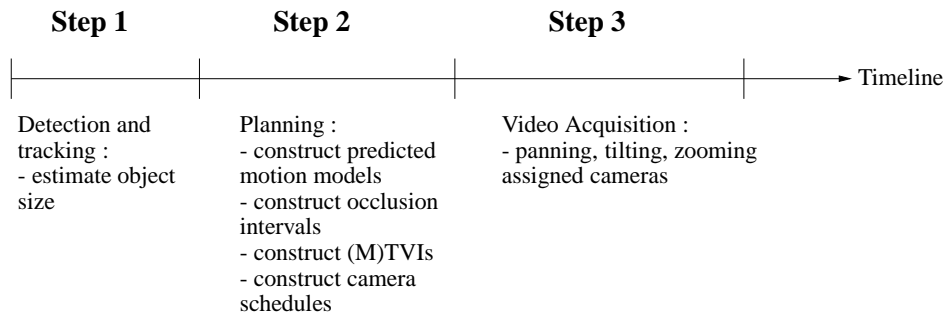 Step 1
Step 2
Step 3
Timeline
Detection and
tracking :
- estimate object
size
Planning :
- construct predicted
motion models
- construct occlusion
intervals
- construct (M)TVIs
- construct camera
schedules
Video Acquisition :
- panning, tilting, zooming
assigned cameras